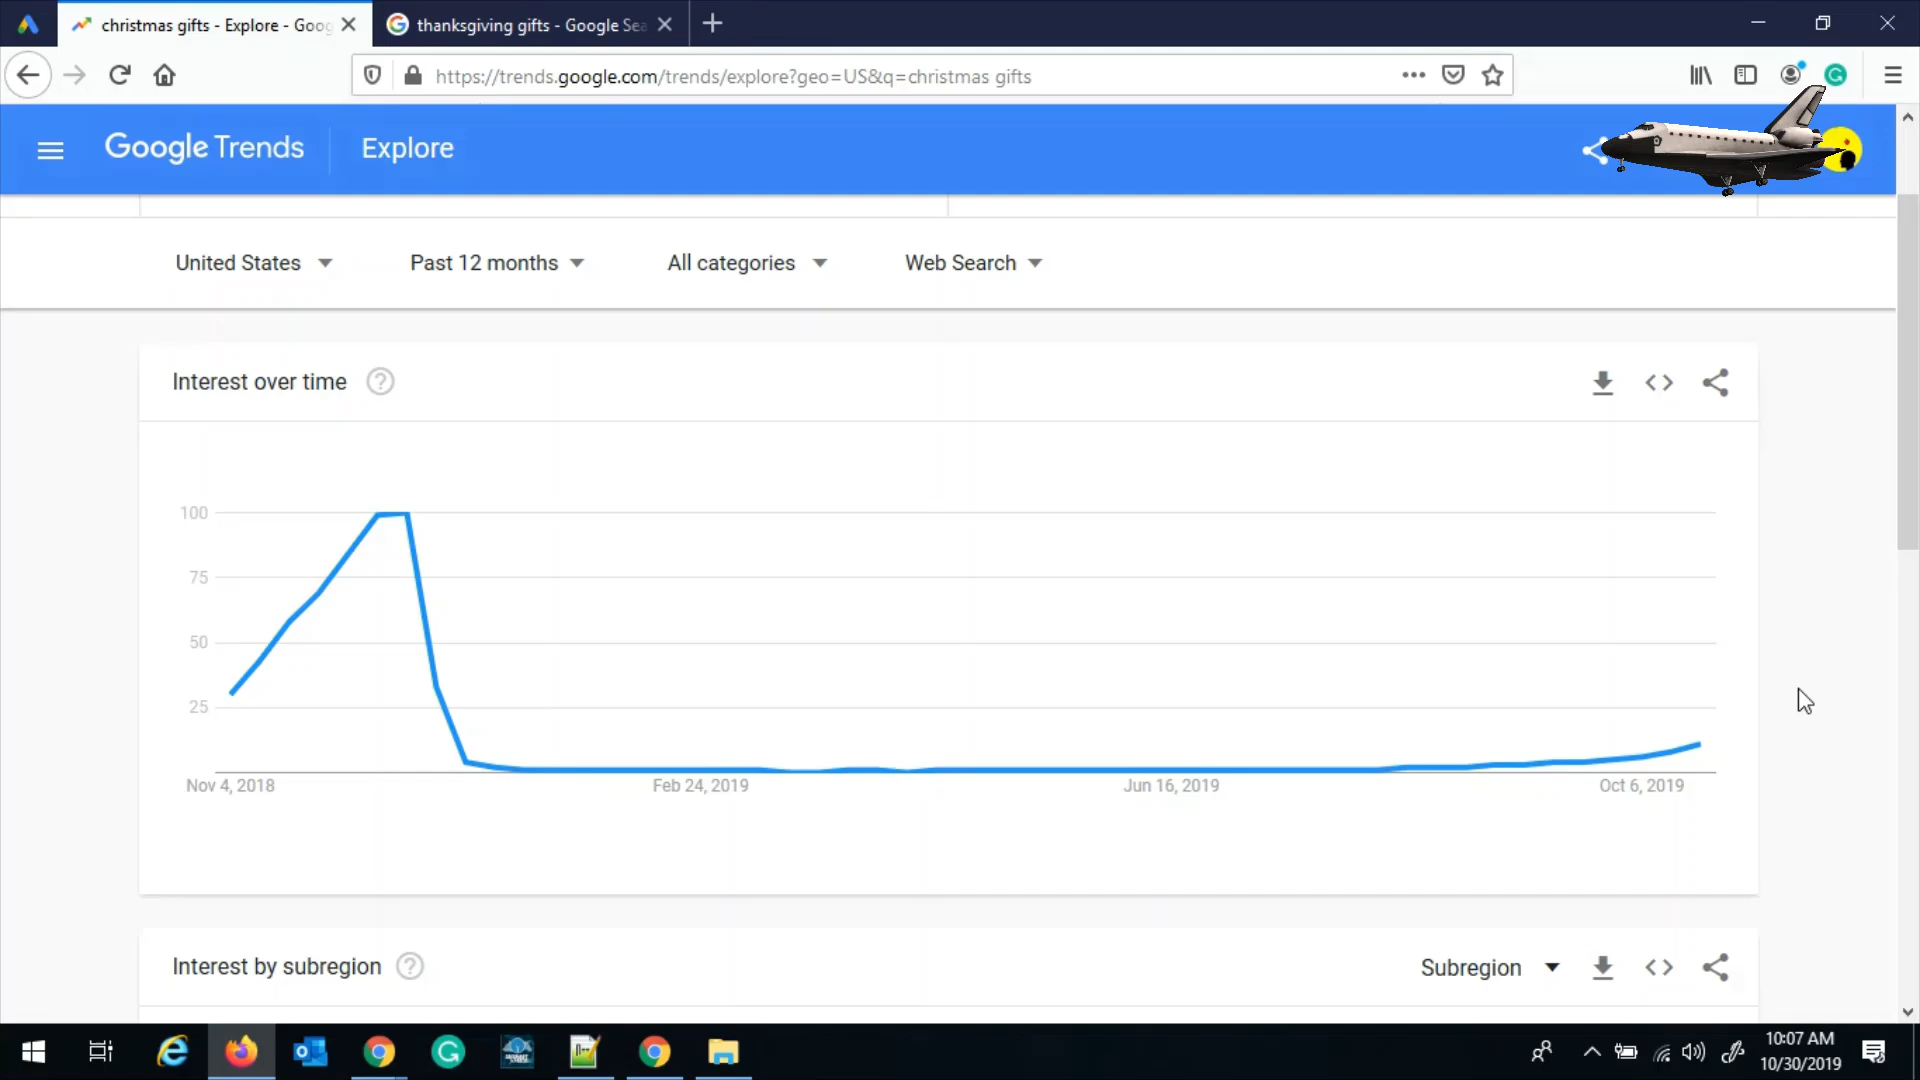 christmas gifts - Explore - Goog
thanksgiving gifts - Google Sea
https://trends.google.com/trends/explore?geo=US&q=christmas gifts
Google Trends
Explore
United States
Past 12 months
All categories
Web Search
Interest over time
100
75
50
25
Nov 4, 2018
Feb 24, 2019
Jun 16, 2019
Oct 6, 2019
Interest by subregion
Subregion
10:07 AM
10/30/2019